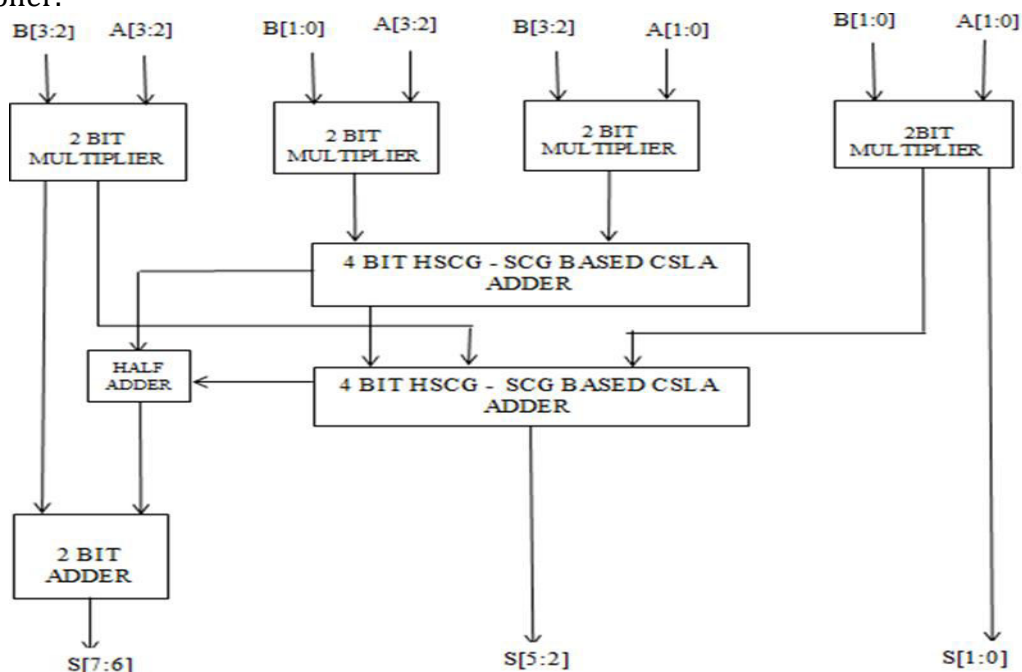 B[3:2] A[3:2] B[1:0] A[3:2] B[3:2] A[1:0] B[1:0] A[1:0]
2 BIT
MULTIPLIER
2 BIT
MULTIPLIER
2 BIT
MULTIPLIER
2BIT
MULTIPLIER
4 BIT HSCG - SCG BASED CSLA
ADDER
HALF
ADDER
4 BIT HSCG - SCG BASED CSLA
ADDER
2 BIT
ADDER
S[7:6] S[5:2] S[1:0]